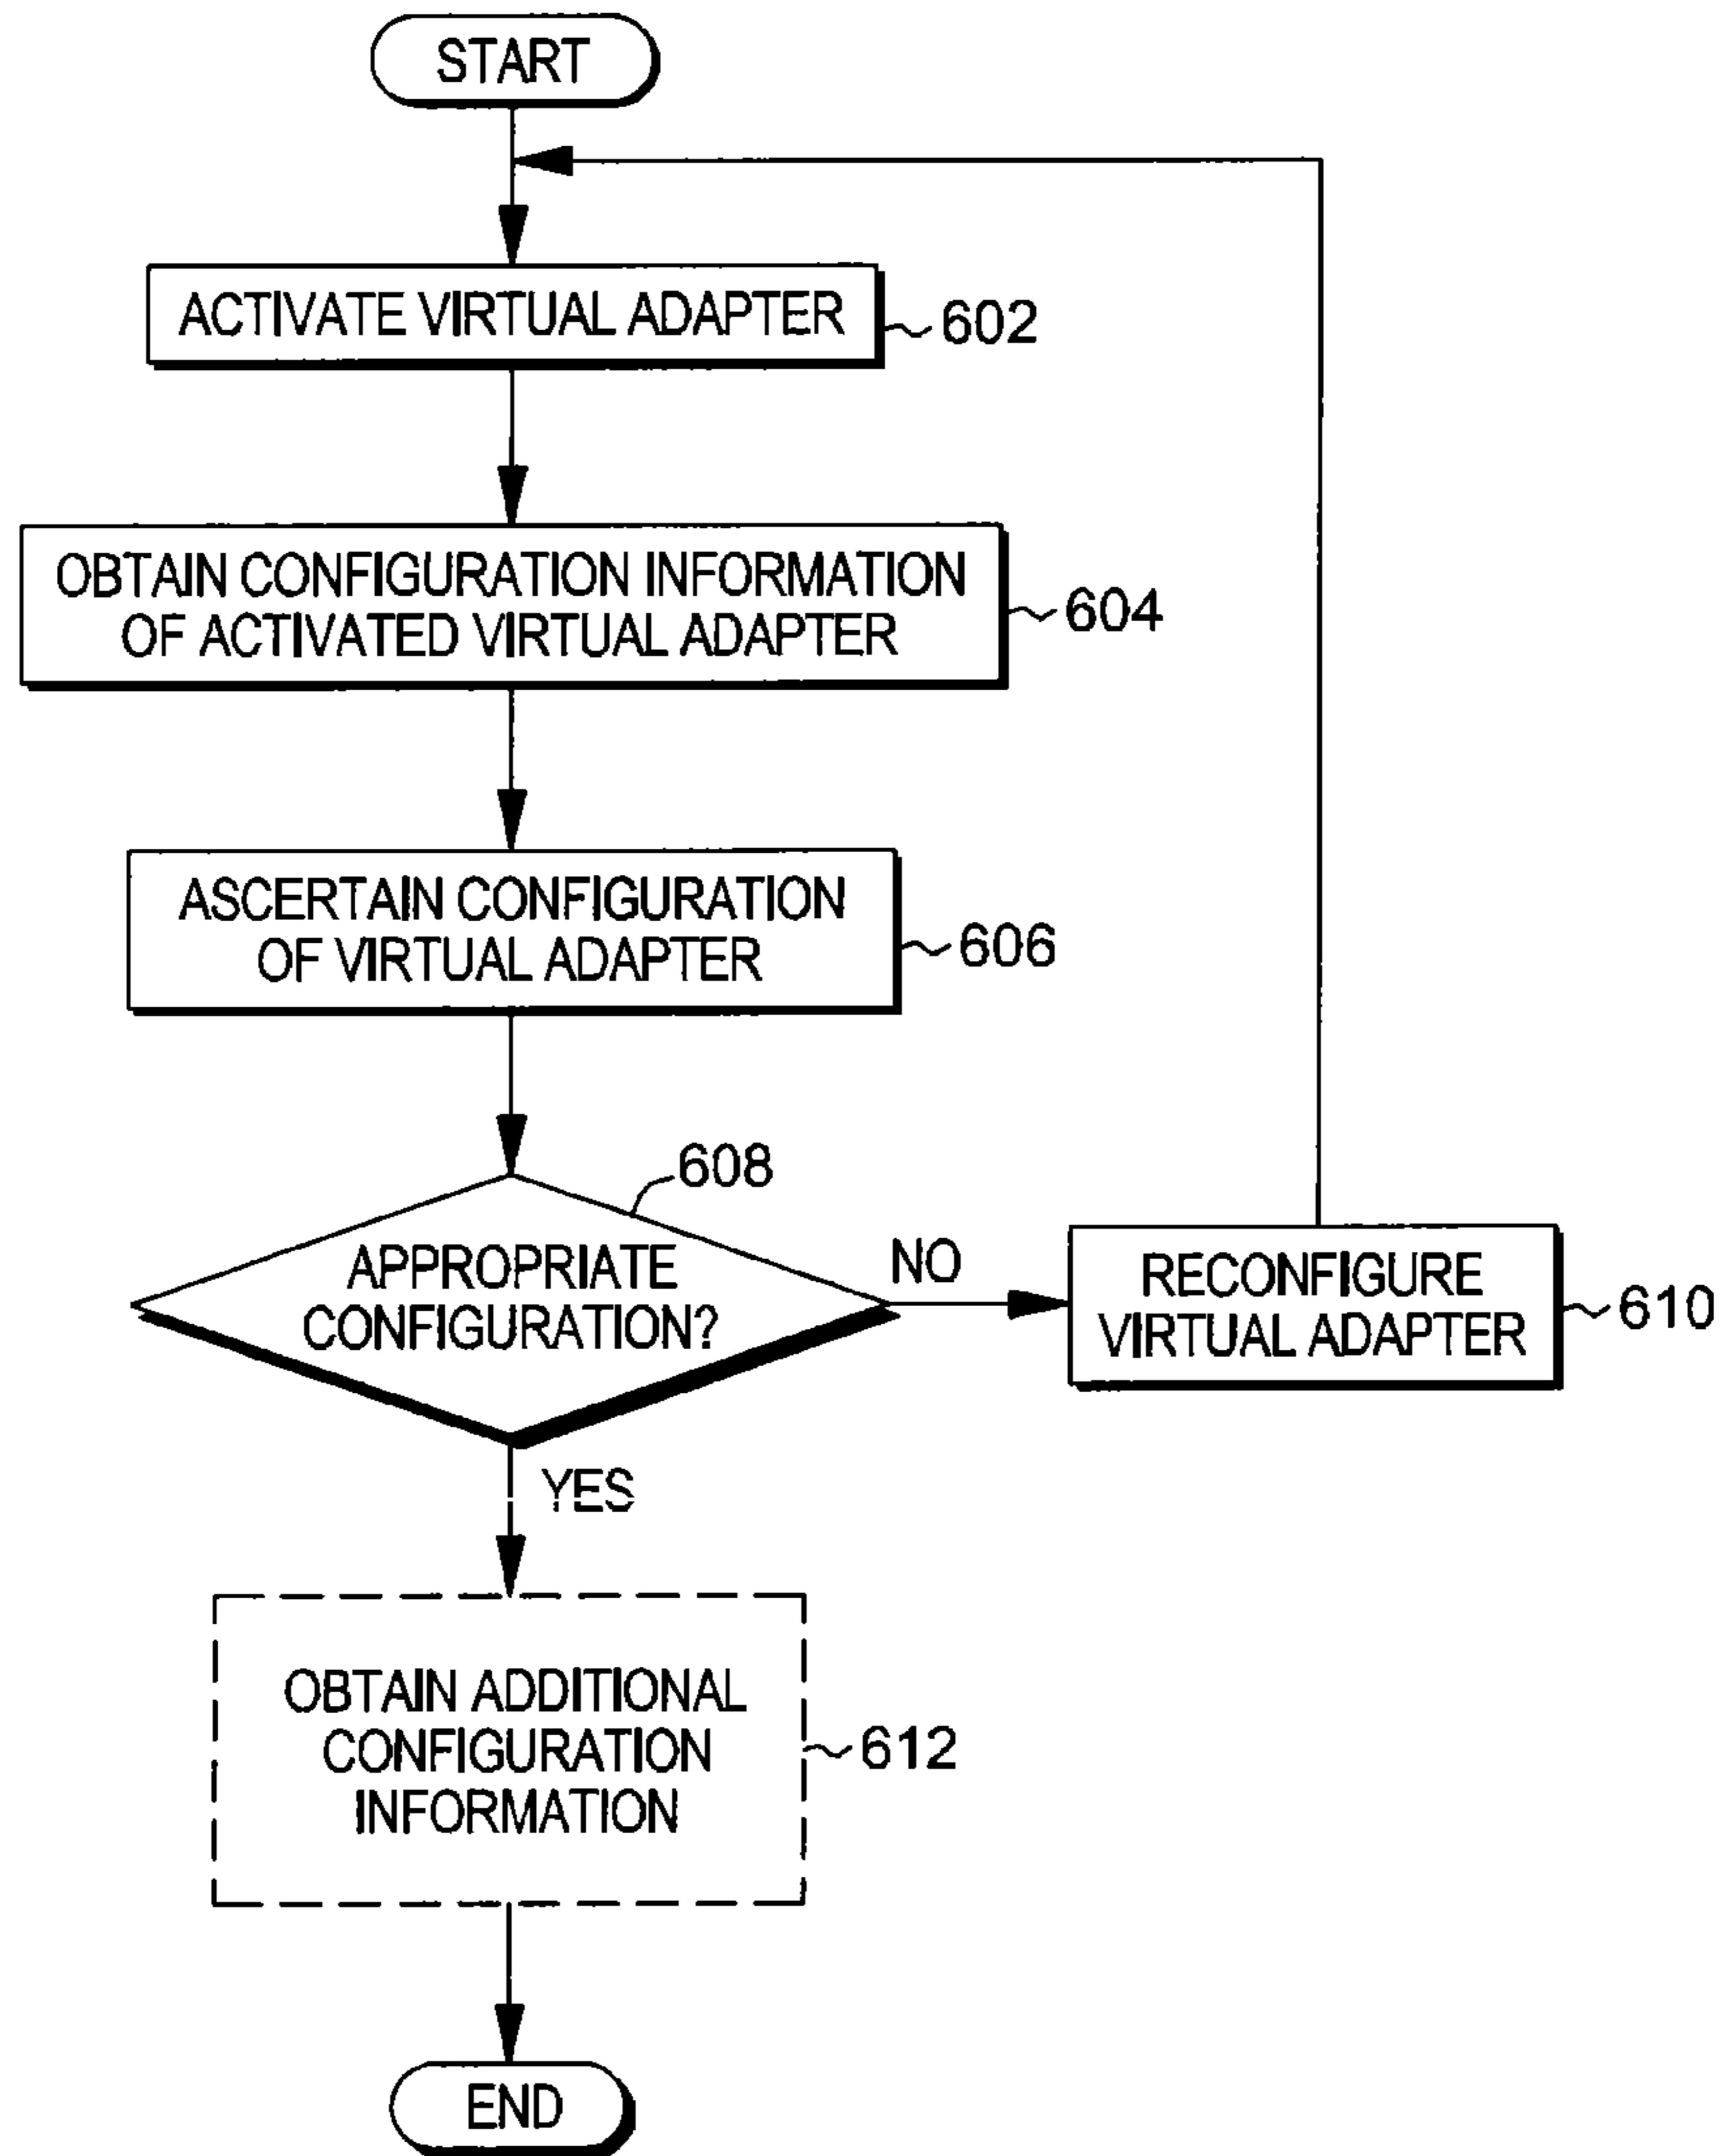 START
ACTIVATE VIRTUAL ADAPTER
602
OBTAIN CONFIGURATION INFORMATION
OF ACTIVATED VIRTUAL ADAPTER
604
ASCERTAIN CONFIGURATION
OF VIRTUAL ADAPTER
606
608
APPROPRIATE
CONFIGURATION?
NO
RECONFIGURE
VIRTUAL ADAPTER
610
YES
OBTAIN ADDITIONAL
CONFIGURATION
INFORMATION
612
END